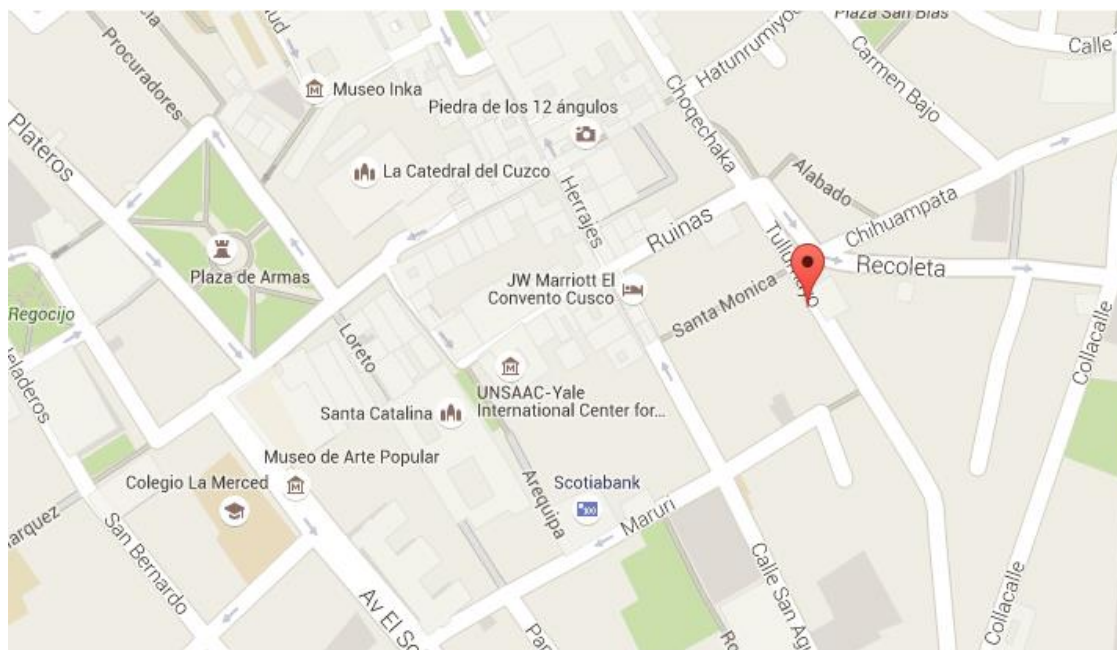 Plaza San Blas
Calle
Procuradores
Hatunrumiyoc
Carmen Bajo
Museo Inka
Piedra de los 12 ángulos
Choqechaka
Plateros
La Catedral del Cuzco
Herrajes
Alabado
Chihuampata
Ruinas
Tullumayo
Recoleta
Plaza de Armas
JW Marriott El
Convento Cusco
Santa Monica
Regocijo
Loreto
Collacalle
UNSAAC-Yale
International Center for...
Santa Catalina
Museo de Arte Popular
Colegio La Merced
Arequipa
Scotiabank
Maruri
San Bernardo
Av El So
Calle San Agu
Collacalle